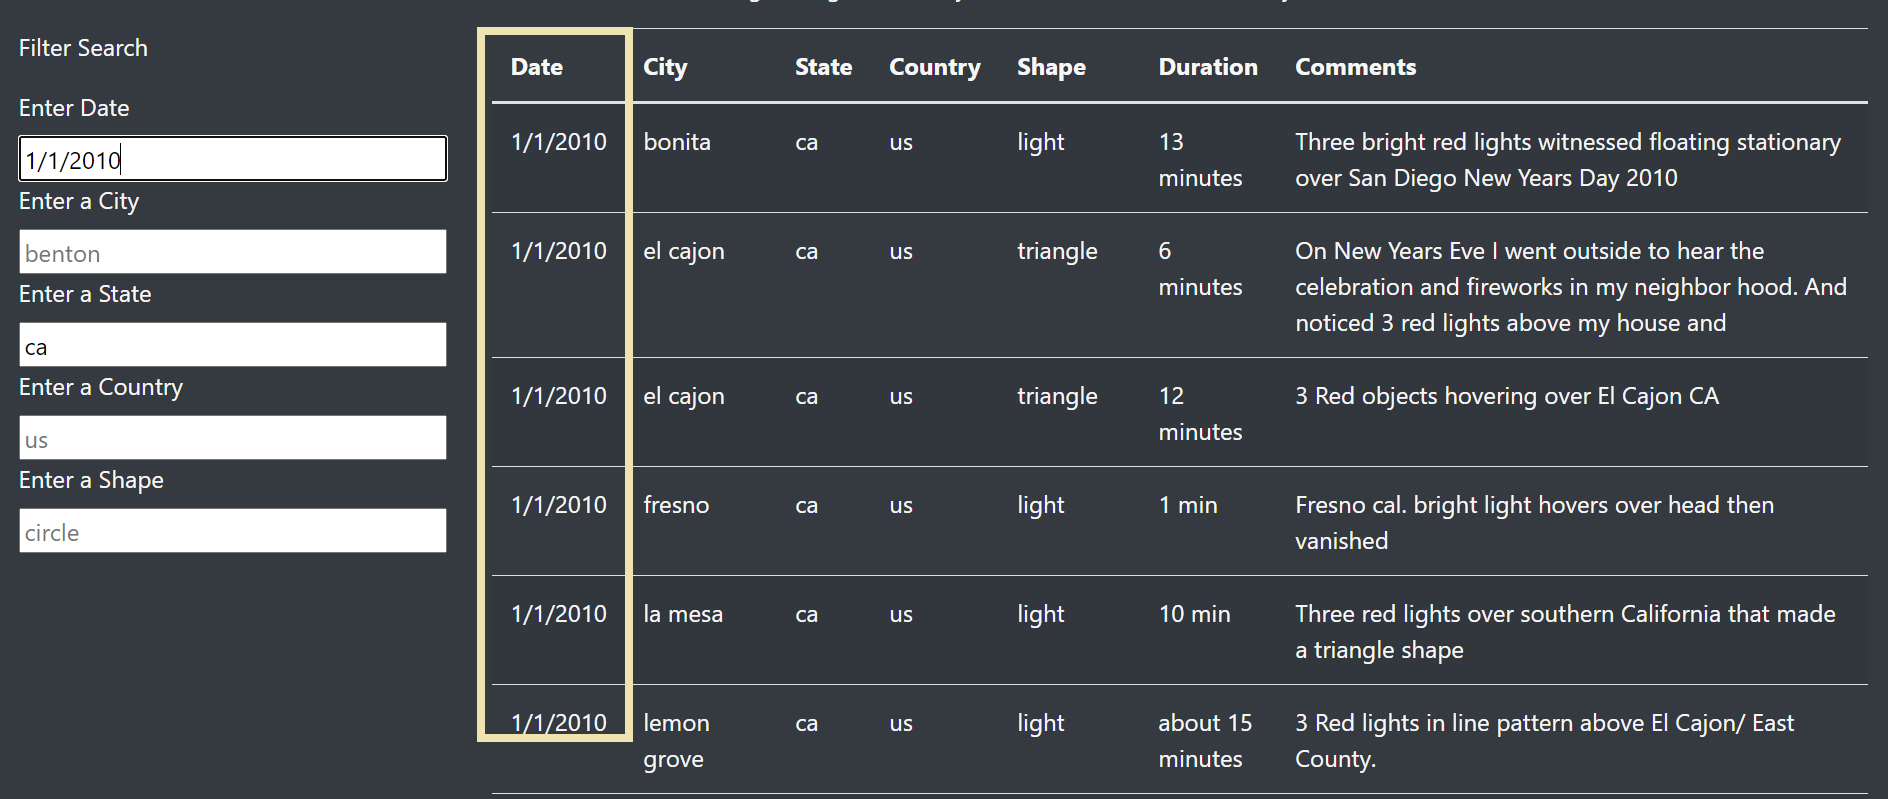 Filter Search
Enter Date
1/1/2010
Enter a City
benton
Enter a State
ca
Enter a Country
us
Enter a Shape
circle
Date City State Country Shape Duration Comments
1/1/2010 bonita ca us light 13 Three bright red lights witnessed floating stationary
minutes over San Diego New Years Day 2010
1/1/2010 el cajon ca us triangle 6 On New Years Eve I went outside to hear the
minutes celebration and fireworks in my neighbor hood. And
noticed 3 red lights above my house and
1/1/2010 el cajon ca us triangle 12 3 Red objects hovering over El Cajon CA
minutes
1/1/2010 fresno ca us light 1 min Fresno cal. bright light hovers over head then
vanished
1/1/2010 la mesa ca us light 10 min Three red lights over southern California that made
a triangle shape
1/1/2010 lemon ca us light about 15 3 Red lights in line pattern above El Cajon/ East
grove minutes County.